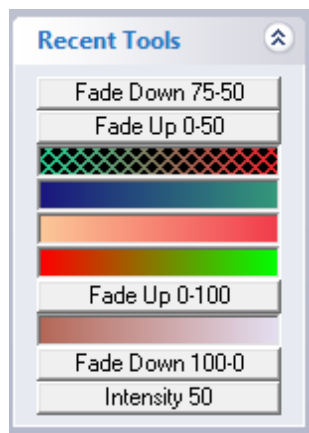 Recent Tools
Fade Down 75-50
Fade Up 0-50
Fade Up 0-100
Fade Down 100-0
Intensity 50